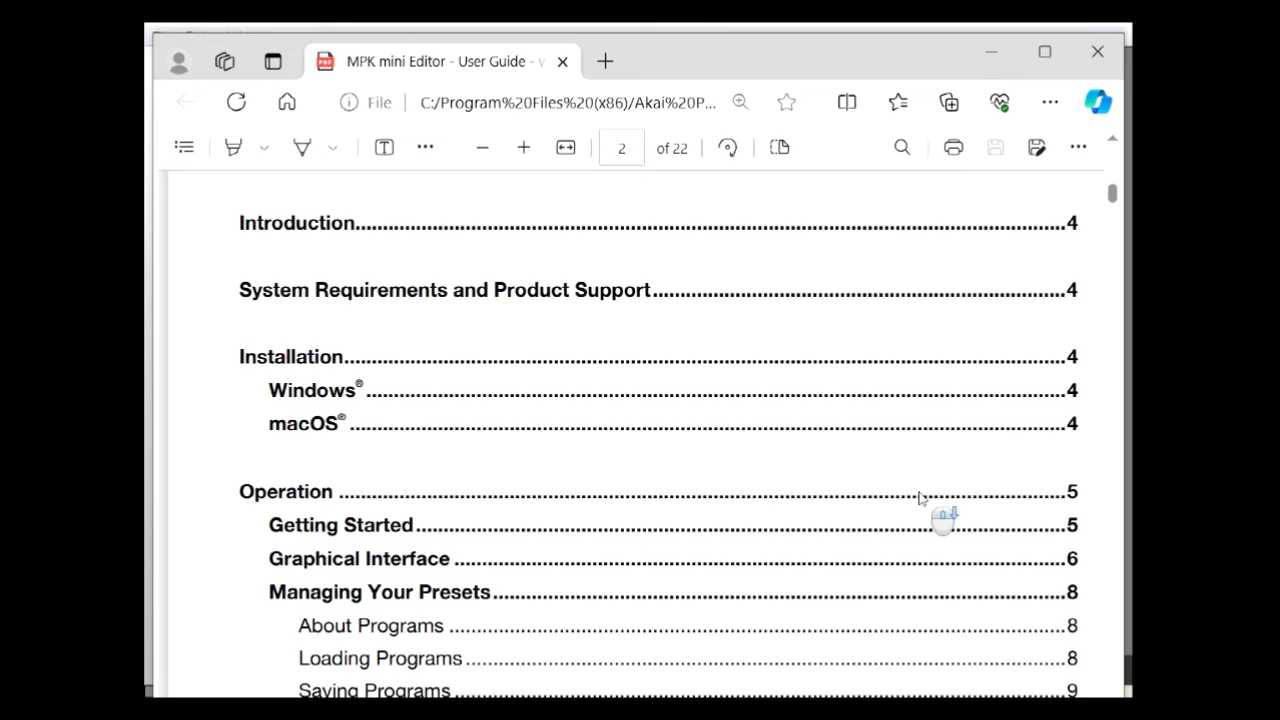 MPK mini Editor - User Guide - v
File C:/Program%20Files%20(x86)/Akai%20P...
2 of 22
Introduction 4
System Requirements and Product Support 4
Installation 4
Windows® 4
macOS® 4
Operation 5
Getting Started 5
Graphical Interface 6
Managing Your Presets 8
About Programs 8
Loading Programs 8
Saving Programs 9